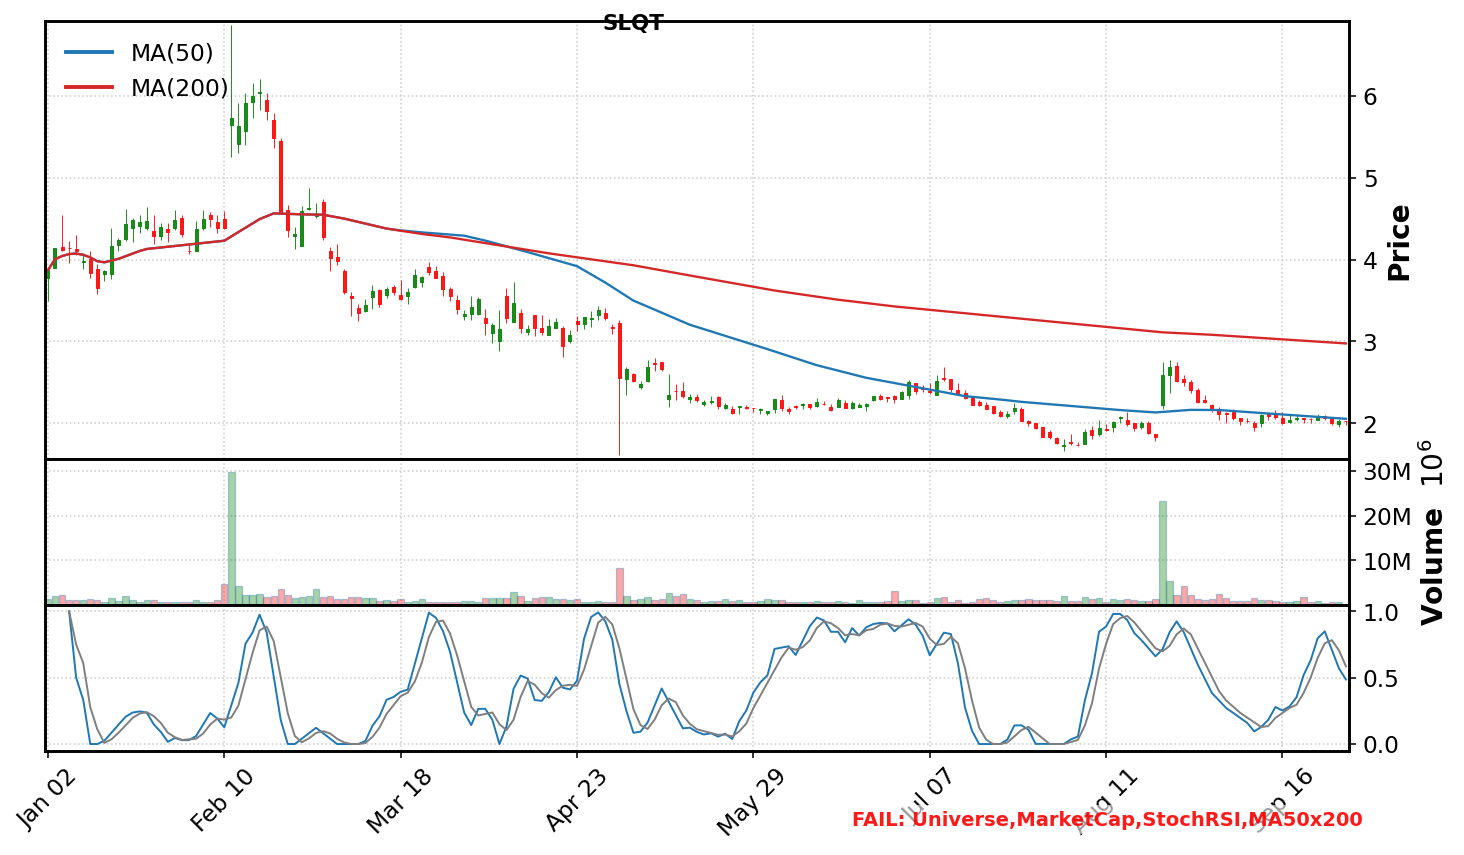 SLQT
MA(50)
MA(200)
6
5
4
3
2
Price
30M
20M
10M
Volume 10^6
1.0
0.5
0.0
Jan 02
Feb 10
Mar 18
Apr 23
May 29
Jul 07
Aug 11
Sep 16
FAIL: Universe,MarketCap,StochRSI,MA50x200